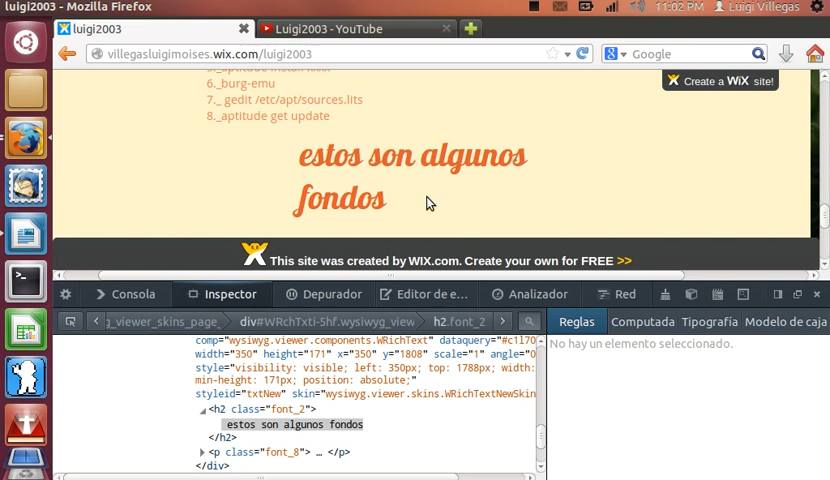 luigi2003 - Mozilla Firefox
11:02 PM
Luigi Villegas
luigi2003
Luigi2003 - YouTube
villegasluigimoises.wix.com/luigi2003
Google
Create a WiX site!
6._burg-emu
7._ gedit /etc/apt/sources.lits
8._aptitude get update
estos son algunos
fondos
This site was created by WIX.com. Create your own for FREE >>
Consola
Inspector
Depurador
Editor de e...
Analizador
Red
g_viewer_skins_page_
div#WRchTxti-5hf.wysiwyg_view
h2.font_2
Reglas
Computada
Tipografía
Modelo de caja
No hay un elemento seleccionado.
comp="wysiwyg.viewer.components.WRichText" dataquery="#c1l70
width="350" height="171" x="350" y="1808" scale="1" angle="0
style="visibility: visible; left: 350px; top: 1788px; width:
min-height: 171px; position: absolute;"
styleid="txtNew" skin="wysiwyg.viewer.skins.WRichTextNewSkin
<h2 class="font_2">
estos son algunos fondos
</h2>
<p class="font_8"> … </p>
</div>